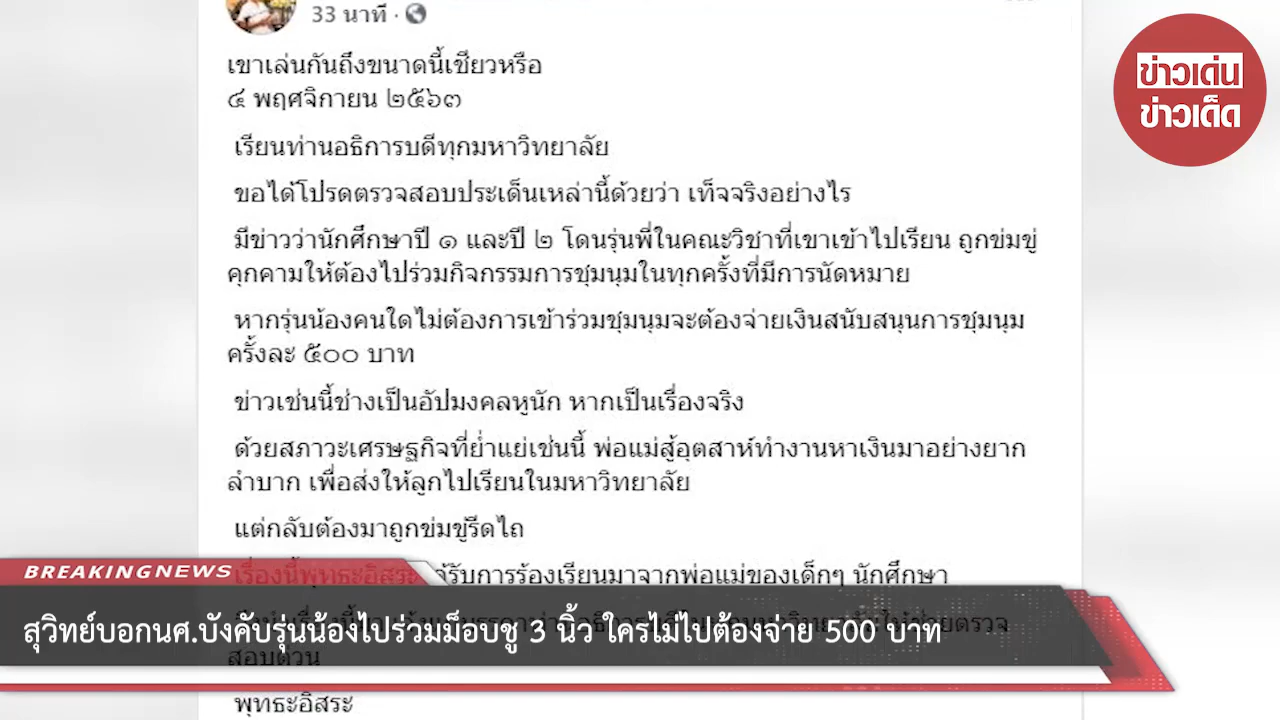 33 นาที ·
ข่าวเด่น
ข่าวเด็ด
เขาเล่นกันถึงขนาดนี้เชียวหรือ
๔ พฤศจิกายน ๒๕๖๓
เรียนท่านอธิการบดีทุกมหาวิทยาลัย
ขอได้โปรดตรวจสอบประเด็นเหล่านี้ด้วยว่า เท็จจริงอย่างไร
มีข่าวว่านักศึกษาปี ๑ และปี ๒ โดนรุ่นพี่ในคณะวิชาที่เขาเข้าไปเรียน ถูกข่มขู่
คุกคามให้ต้องไปร่วมกิจกรรมการชุมนุมในทุกครั้งที่มีการนัดหมาย
หากรุ่นน้องคนใดไม่ต้องการเข้าร่วมชุมนุมจะต้องจ่ายเงินสนับสนุนการชุมนุม
ครั้งละ ๕๐๐ บาท
ข่าวเช่นนี้ช่างเป็นอัปมงคลหูนัก หากเป็นเรื่องจริง
ด้วยสภาวะเศรษฐกิจที่ย่ำแย่เช่นนี้ พ่อแม่สู้อุตสาห์ทำงานหาเงินมาอย่างยาก
ลำบาก เพื่อส่งให้ลูกไปเรียนในมหาวิทยาลัย
แต่กลับต้องมาถูกข่มขู่รีดไถ
เรื่องนี้พุทธะอิสระ ได้รับการร้องเรียนมาจากพ่อแม่ของเด็กๆ นักศึกษา
BREAKING NEWS
สุวิทย์บอกนศ.บังคับรุ่นน้องไปร่วมม็อบชู 3 นิ้ว ใครไม่ไปต้องจ่าย 500 บาท
สอบด่วน
พุทธะอิสระ